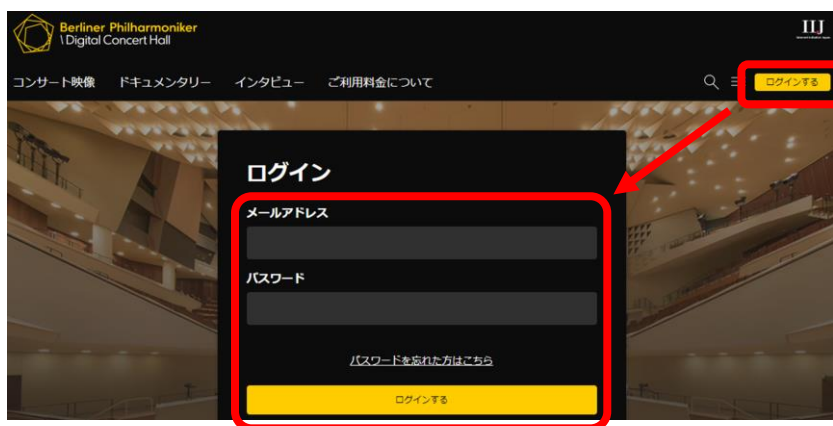 Berliner Philharmoniker
\ Digital Concert Hall
IIJ
コンサート映像 ドキュメンタリー インタビュー ご利用料金について
ログインする
ログイン
メールアドレス
パスワード
パスワードを忘れた方はこちら
ログインする